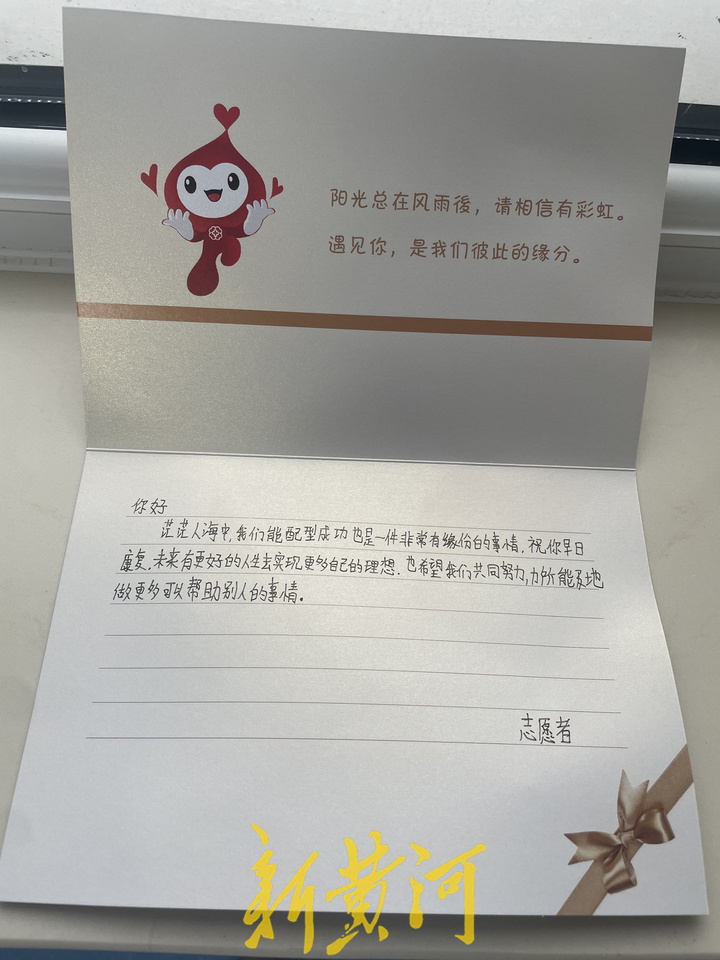 阳光总在风雨後，请相信有彩虹。
遇见你，是我们彼此的缘分。
你好
茫茫人海中,我们能配型成功也是一件非常有缘份的事情.祝你早日
康复.未来有更好的人生去实现更多自己的理想.也希望我们共同努力,力所能及地
做更多可以帮助别人的事情.
志愿者
新黄河